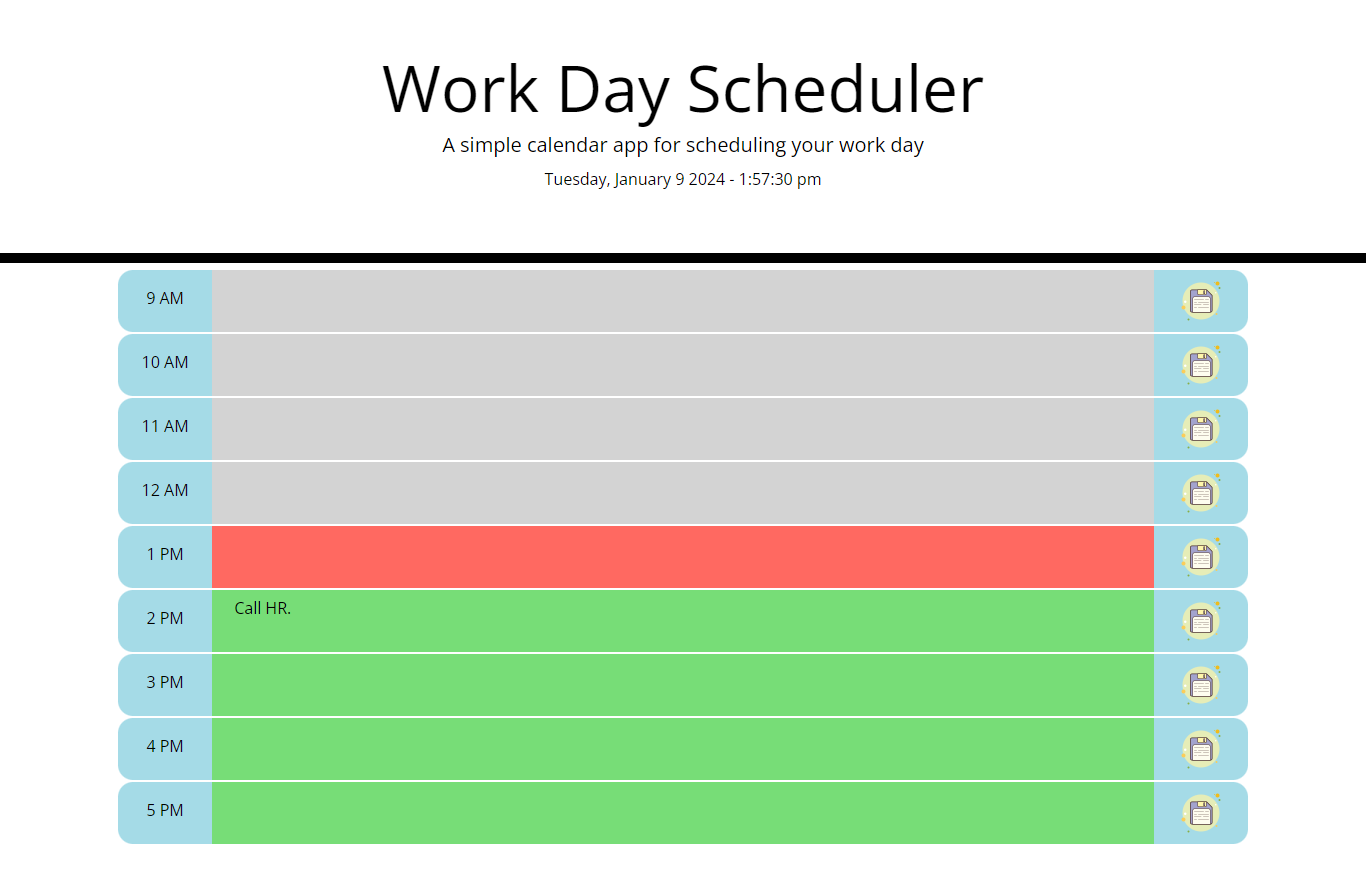 Work Day Scheduler
A simple calendar app for scheduling your work day
Tuesday, January 9 2024 - 1:57:30 pm
9 AM
10 AM
11 AM
12 AM
1 PM
2 PM Call HR.
3 PM
4 PM
5 PM